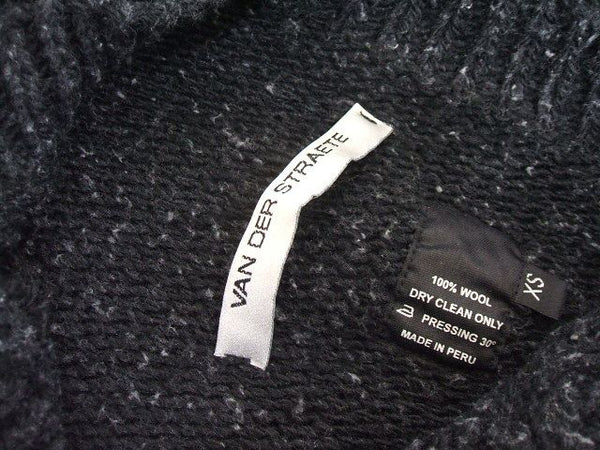 VAN DER STRAETE
100% WOOL
DRY CLEAN ONLY
PRESSING 30°
MADE IN PERU
XS